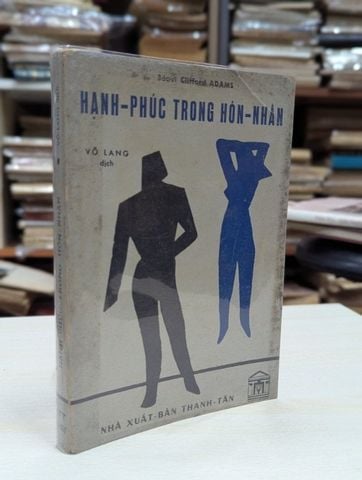 Clifford ADAMS
HẠNH-PHÚC TRONG HÔN-NHÂN
VÕ LANG
dịch
NHÀ XUẤT-BẢN THANH-TÂN